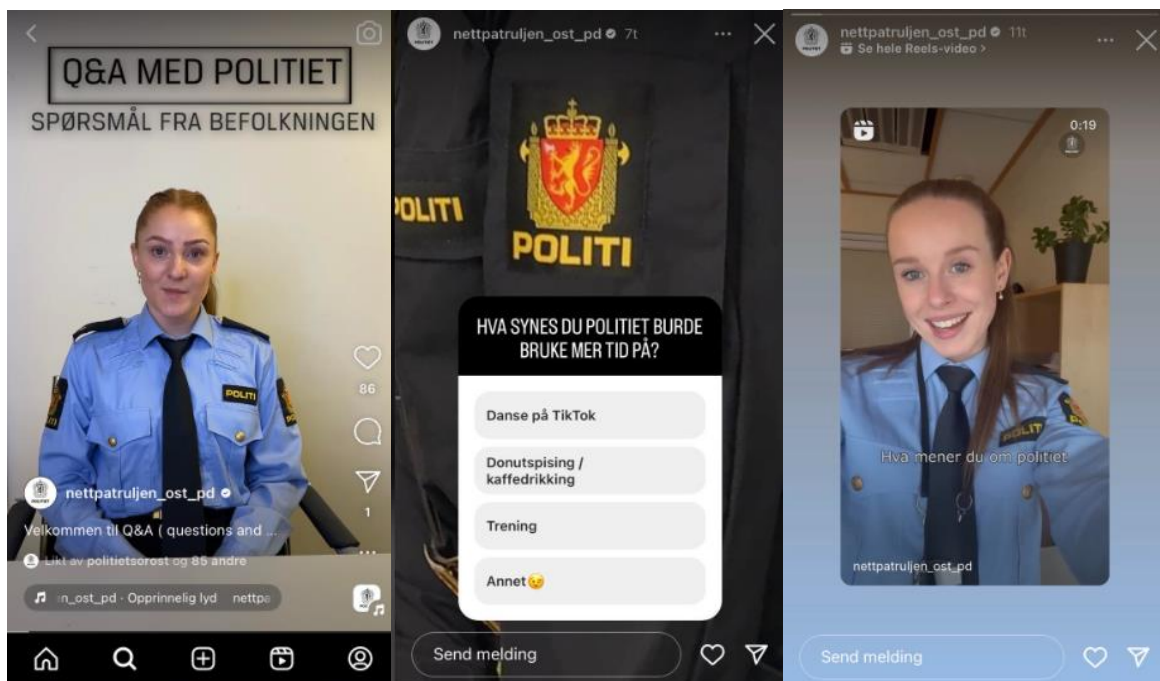 Q&A MED POLITIET
SPØRSMÅL FRA BEFOLKNINGEN
POLITI
86
nettpatruljen_ost_pd
1
Velkommen til Q&A ( questions and ...
Likt av politietsorost og 85 andre
n_ost_pd · Opprinnelig lyd nettpa
nettpatruljen_ost_pd 7t
POLITI
POLITI
HVA SYNES DU POLITIET BURDE
BRUKE MER TID PÅ?
Danse på TikTok
Donutspising /
kaffedrikking
Trening
Annet😉
Send melding
nettpatruljen_ost_pd 11t
Se hele Reels-video >
0:19
POLITI
Hva mener du om politiet
nettpatruljen_ost_pd
Send melding